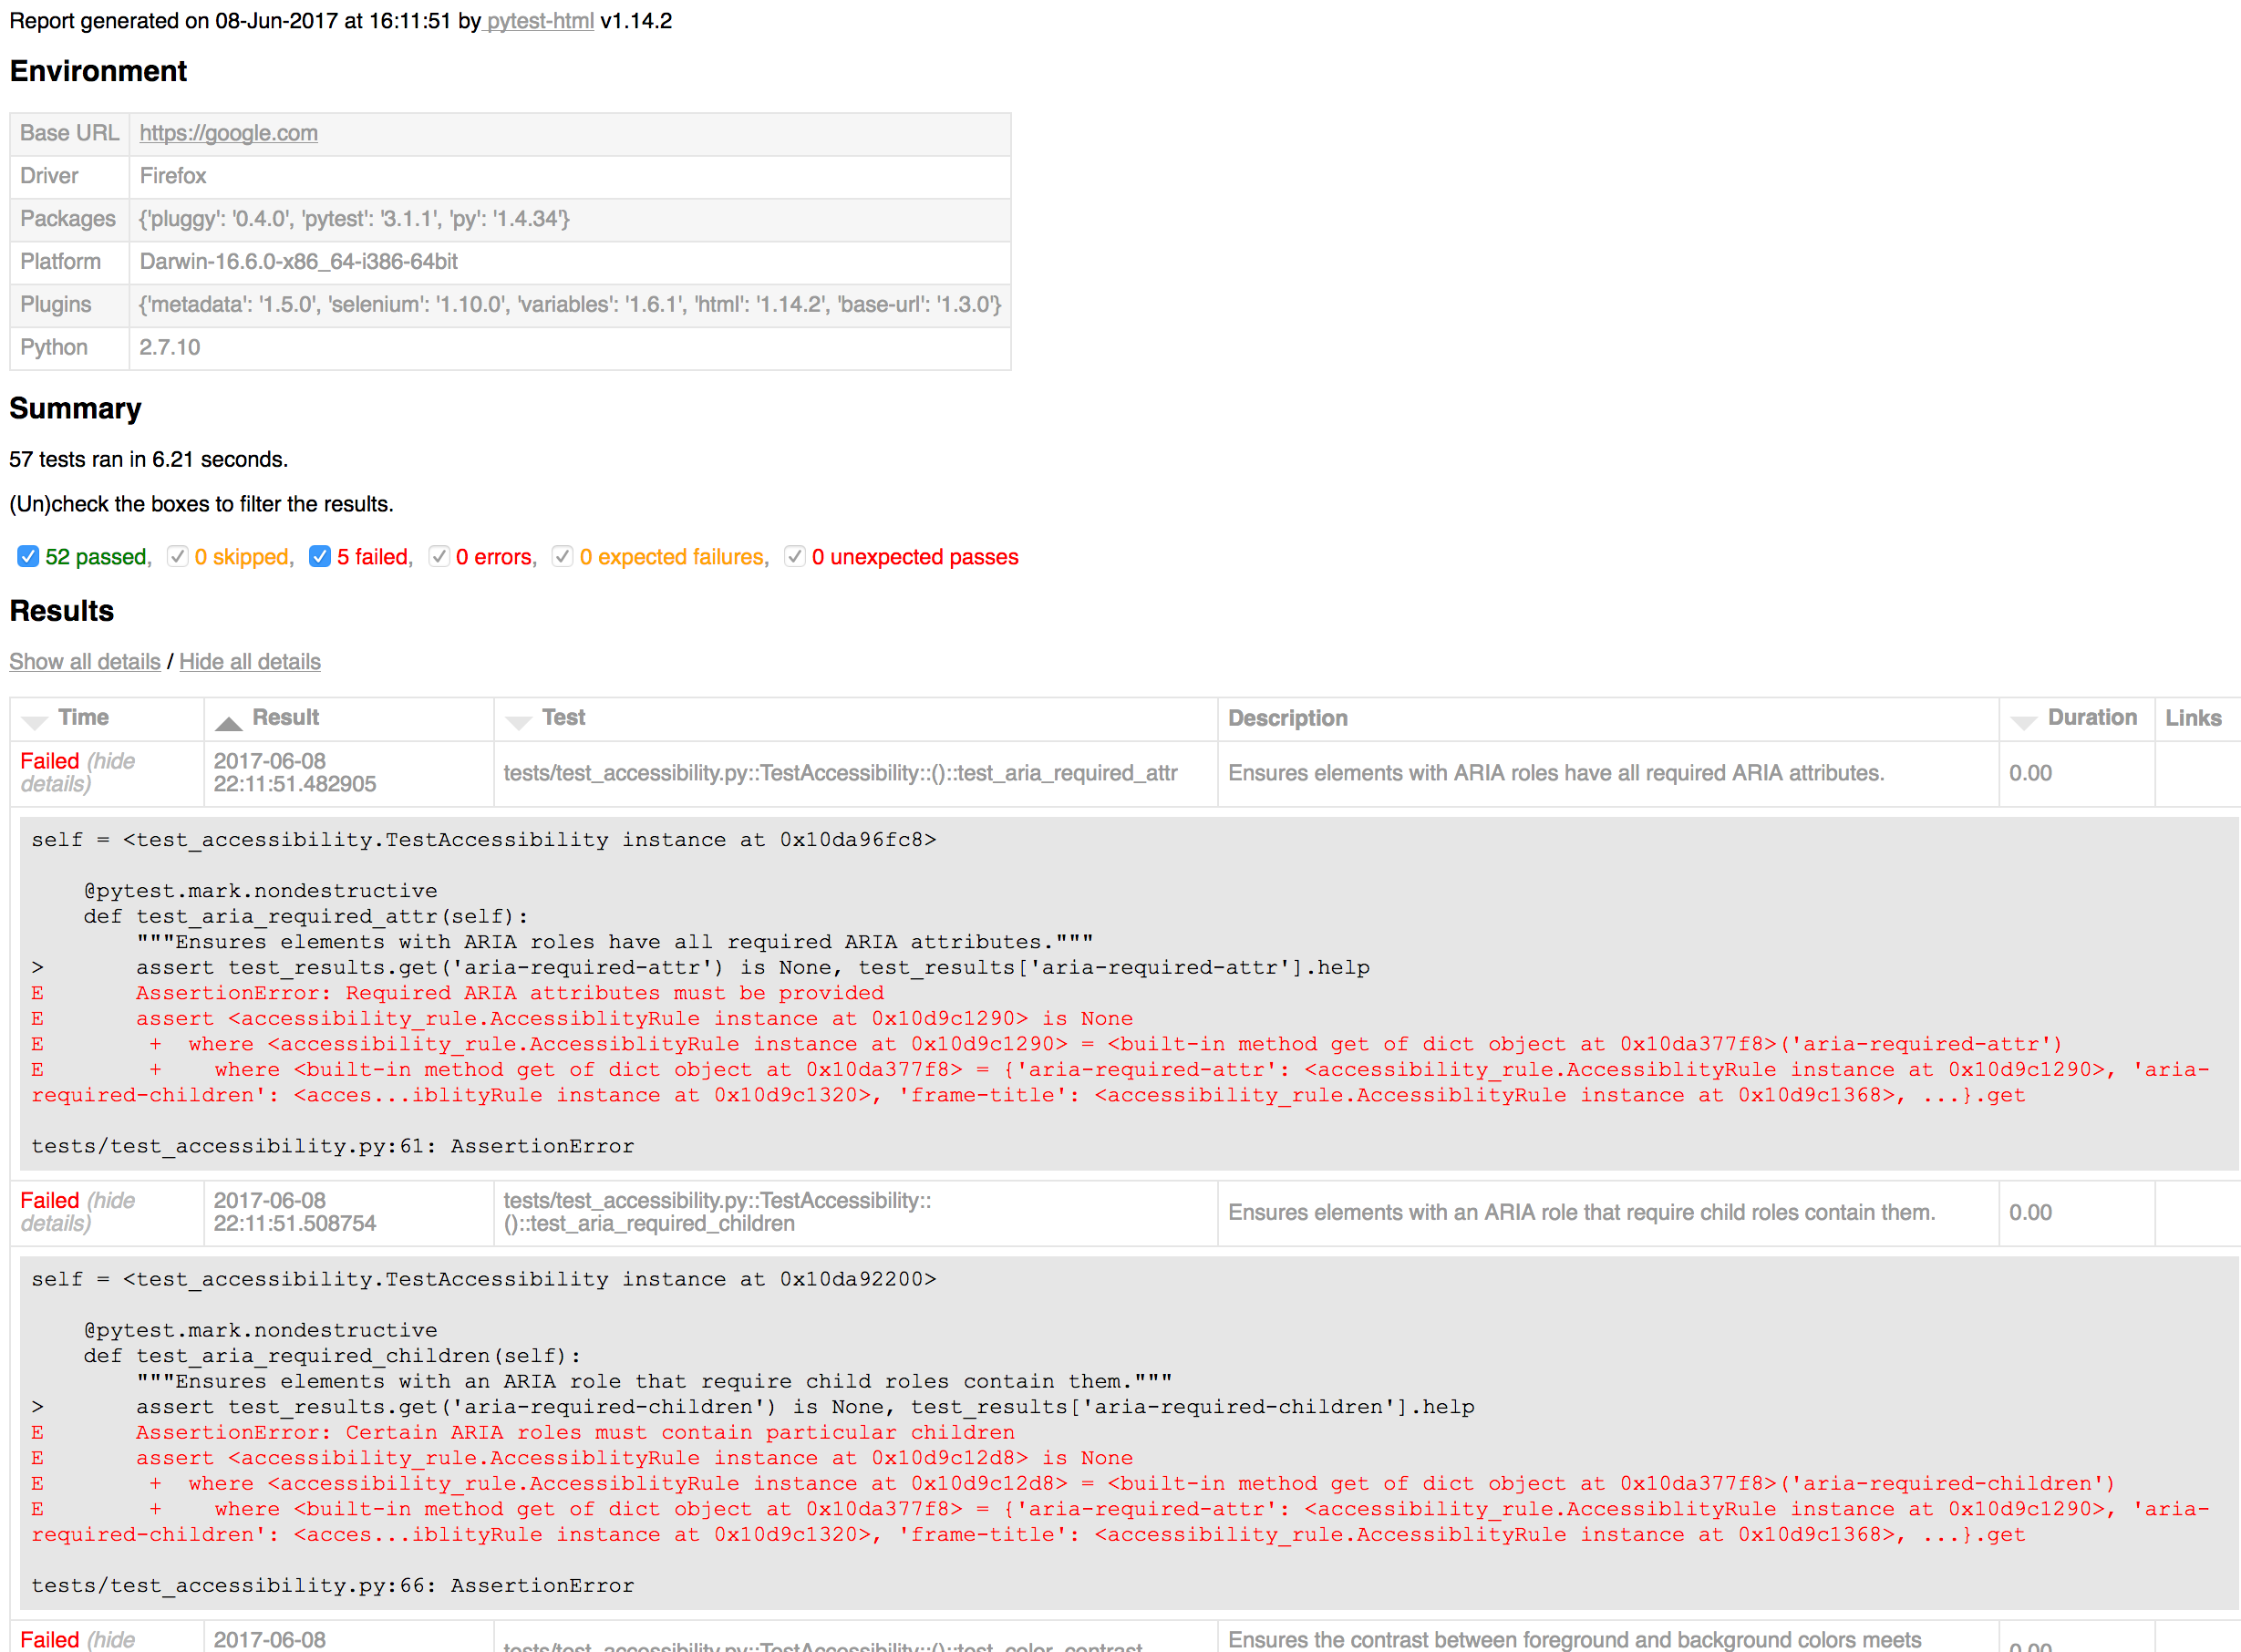 Report generated on 08-Jun-2017 at 16:11:51 by pytest-html v1.14.2
Environment
Base URL https://google.com
Driver Firefox
Packages {'pluggy': '0.4.0', 'pytest': '3.1.1', 'py': '1.4.34'}
Platform Darwin-16.6.0-x86_64-i386-64bit
Plugins {'metadata': '1.5.0', 'selenium': '1.10.0', 'variables': '1.6.1', 'html': '1.14.2', 'base-url': '1.3.0'}
Python 2.7.10
Summary
57 tests ran in 6.21 seconds.
(Un)check the boxes to filter the results.
52 passed, 0 skipped, 5 failed, 0 errors, 0 expected failures, 0 unexpected passes
Results
Show all details / Hide all details
Time Result Test Description Duration Links
Failed (hide details) 2017-06-08 22:11:51.482905 tests/test_accessibility.py::TestAccessibility::()::test_aria_required_attr Ensures elements with ARIA roles have all required ARIA attributes. 0.00
self = <test_accessibility.TestAccessibility instance at 0x10da96fc8>
@pytest.mark.nondestructive
def test_aria_required_attr(self):
"""Ensures elements with ARIA roles have all required ARIA attributes."""
> assert test_results.get('aria-required-attr') is None, test_results['aria-required-attr'].help
E AssertionError: Required ARIA attributes must be provided
E assert <accessibility_rule.AccessiblityRule instance at 0x10d9c1290> is None
E + where <accessibility_rule.AccessiblityRule instance at 0x10d9c1290> = <built-in method get of dict object at 0x10da377f8>('aria-required-attr')
E + where <built-in method get of dict object at 0x10da377f8> = {'aria-required-attr': <accessibility_rule.AccessiblityRule instance at 0x10d9c1290>, 'aria-
required-children': <acces...iblityRule instance at 0x10d9c1320>, 'frame-title': <accessibility_rule.AccessiblityRule instance at 0x10d9c1368>, ...}.get
tests/test_accessibility.py:61: AssertionError
Failed (hide details) 2017-06-08 22:11:51.508754 tests/test_accessibility.py::TestAccessibility::()::test_aria_required_children Ensures elements with an ARIA role that require child roles contain them. 0.00
self = <test_accessibility.TestAccessibility instance at 0x10da92200>
@pytest.mark.nondestructive
def test_aria_required_children(self):
"""Ensures elements with an ARIA role that require child roles contain them."""
> assert test_results.get('aria-required-children') is None, test_results['aria-required-children'].help
E AssertionError: Certain ARIA roles must contain particular children
E assert <accessibility_rule.AccessiblityRule instance at 0x10d9c12d8> is None
E + where <accessibility_rule.AccessiblityRule instance at 0x10d9c12d8> = <built-in method get of dict object at 0x10da377f8>('aria-required-children')
E + where <built-in method get of dict object at 0x10da377f8> = {'aria-required-attr': <accessibility_rule.AccessiblityRule instance at 0x10d9c1290>, 'aria-
required-children': <acces...iblityRule instance at 0x10d9c1320>, 'frame-title': <accessibility_rule.AccessiblityRule instance at 0x10d9c1368>, ...}.get
tests/test_accessibility.py:66: AssertionError
Failed (hide 2017-06-08 tests/test_accessibility.py::TestAccessibility::()::test_color_contrast Ensures the contrast between foreground and background colors meets 0.00